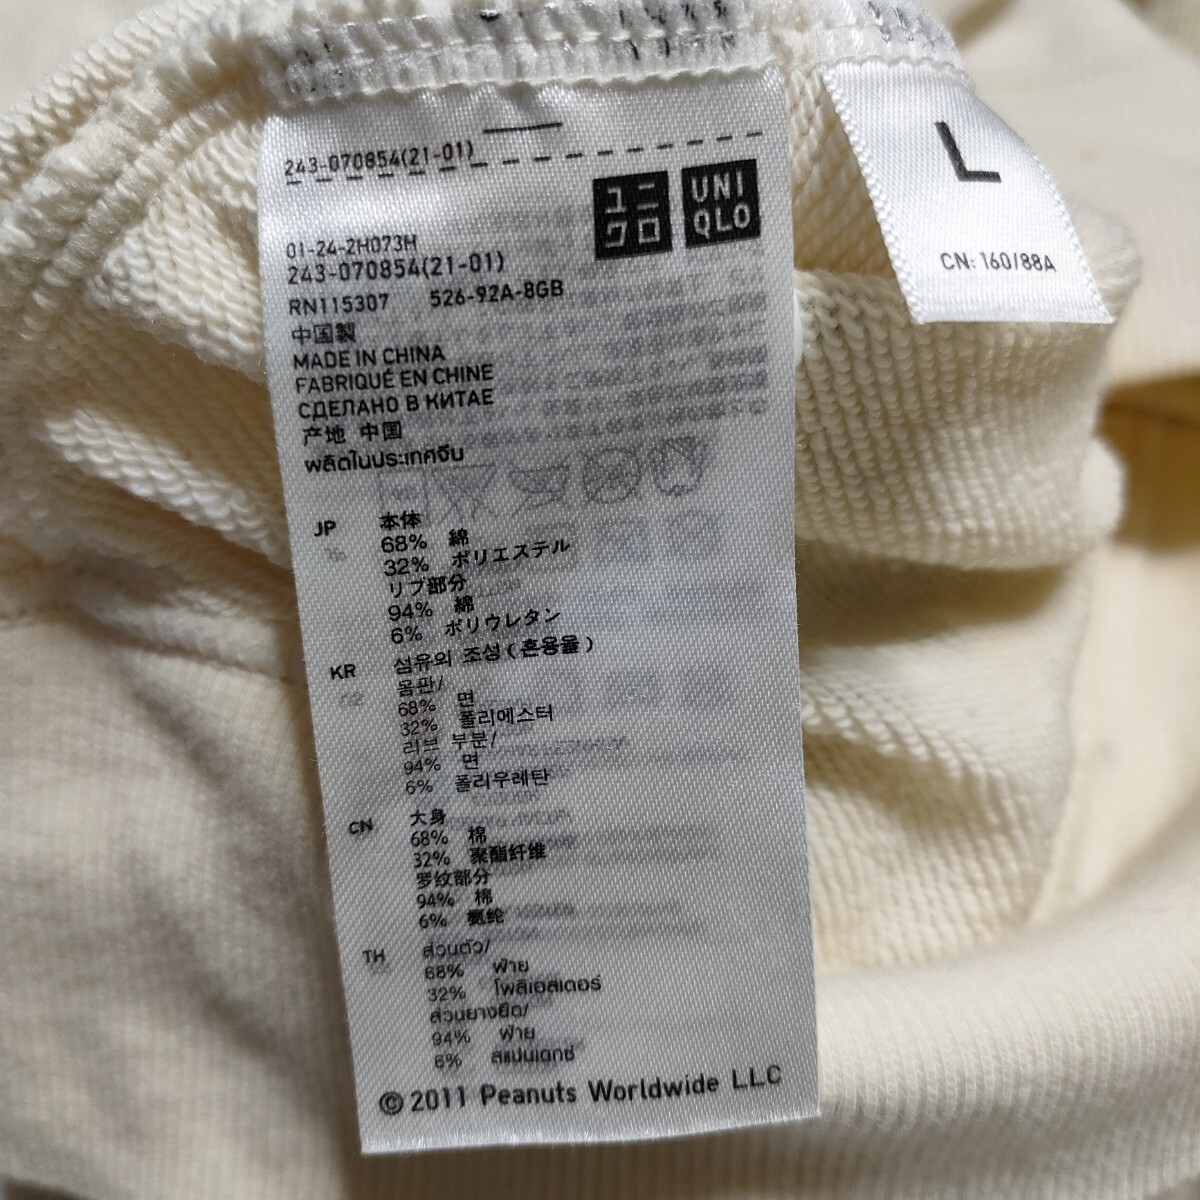 243-070854(21-01)
ユニクロ
UNIQLO
L
CN: 160/88A
01-24-2H073H
243-070854(21-01)
RN115307 526-92A-8GB
中国製
MADE IN CHINA
FABRIQUÉ EN CHINE
СДЕЛАНО В КИТАЕ
产地 中国
ผลิตในประเทศจีน
JP 本体
68% 綿
32% ポリエステル
リブ部分
94% 綿
6% ポリウレタン
KR 섬유의 조성(혼용율)
몸판/
68% 면
32% 폴리에스터
리브 부분/
94% 면
6% 폴리우레탄
CN 大身
68% 棉
32% 聚酯纤维
罗纹部分
94% 棉
6% 氨纶
TH ส่วนตัว/
68% ฝ้าย
32% โพลิเอสเตอร์
ส่วนยางยืด/
94% ฝ้าย
6% สแปนเดกซ์
© 2011 Peanuts Worldwide LLC